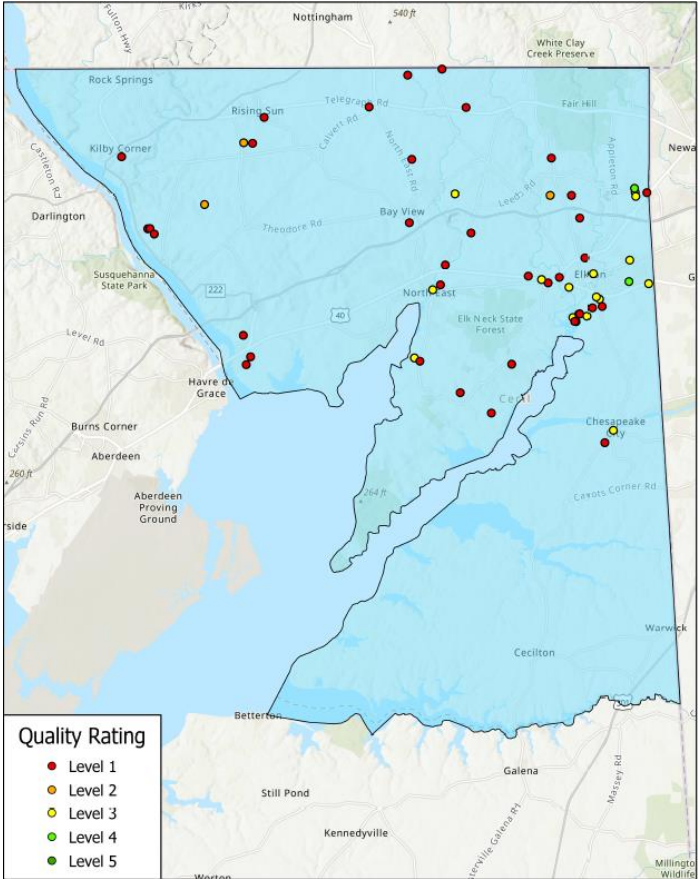 Nottingham
540 ft
Fulton Hwy
White Clay
Creek Preserve
Rock Springs
Telegraph Rd
Fair Hill
Rising Sun
Calvert Rd
Kilby Corner
North East Rd
Appleton Rd
Castleton Rd
Leeds Rd
Darlington
Bay View
Theodore Rd
Susquehanna
State Park
222
North East
40
Elk Neck State
Forest
Level Rd
Havre de
Grace
Cecil
Burns Corner
Chesapeake
City
Aberdeen
260 ft
264 ft
Aberdeen
Proving
Ground
Cayots Corner Rd
Warwick
Cecilton
Betterton
Quality Rating
Level 1
Level 2
Level 3
Level 4
Level 5
Galena
Massey Rd
Still Pond
Kennedyville
Millington